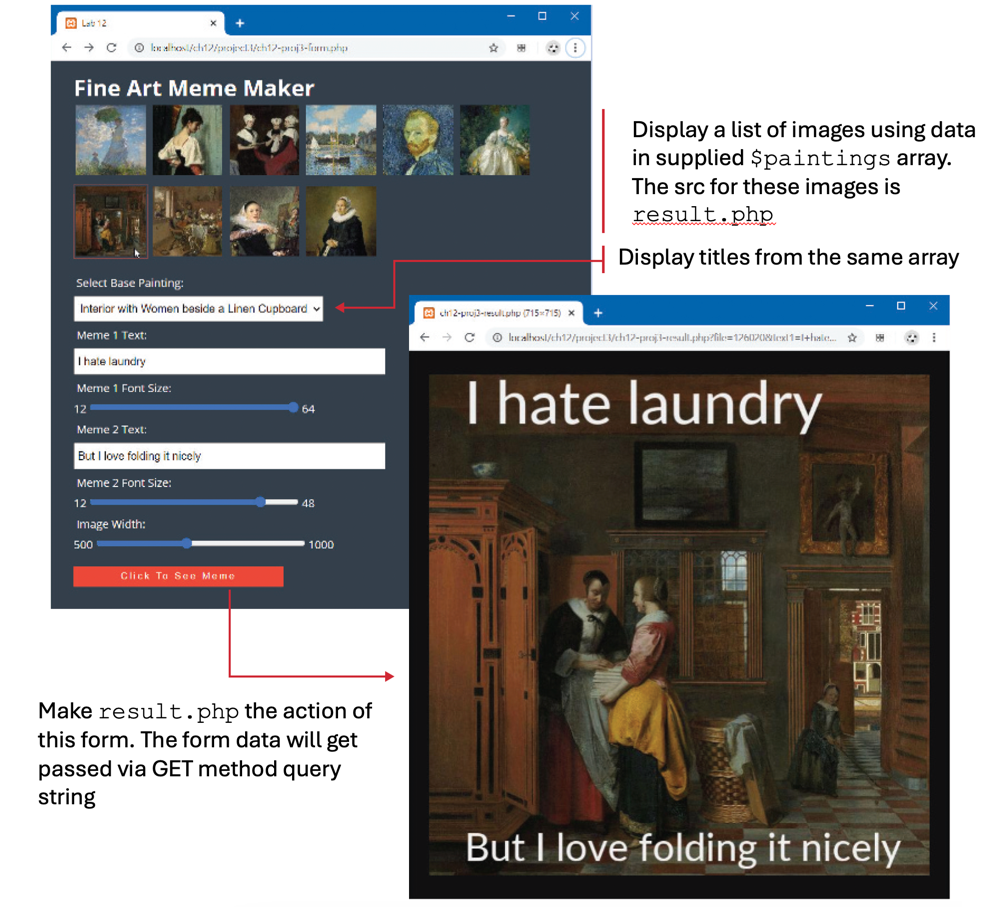 Lab 12
localhost/ch12/project3/ch12-proj3-form.php
Fine Art Meme Maker
Display a list of images using data
in supplied $paintings array.
The src for these images is
result.php
Display titles from the same array
Select Base Painting:
Interior with Women beside a Linen Cupboard
Meme 1 Text:
I hate laundry
Meme 1 Font Size:
12 64
Meme 2 Text:
But I love folding it nicely
Meme 2 Font Size:
12 48
Image Width:
500 1000
Click To See Meme
ch12-proj3-result.php (715×715)
localhost/ch12/project3/ch12-proj3-result.php?file=126020&text1=I+hate...
I hate laundry
But I love folding it nicely
Make result.php the action of
this form. The form data will get
passed via GET method query
string